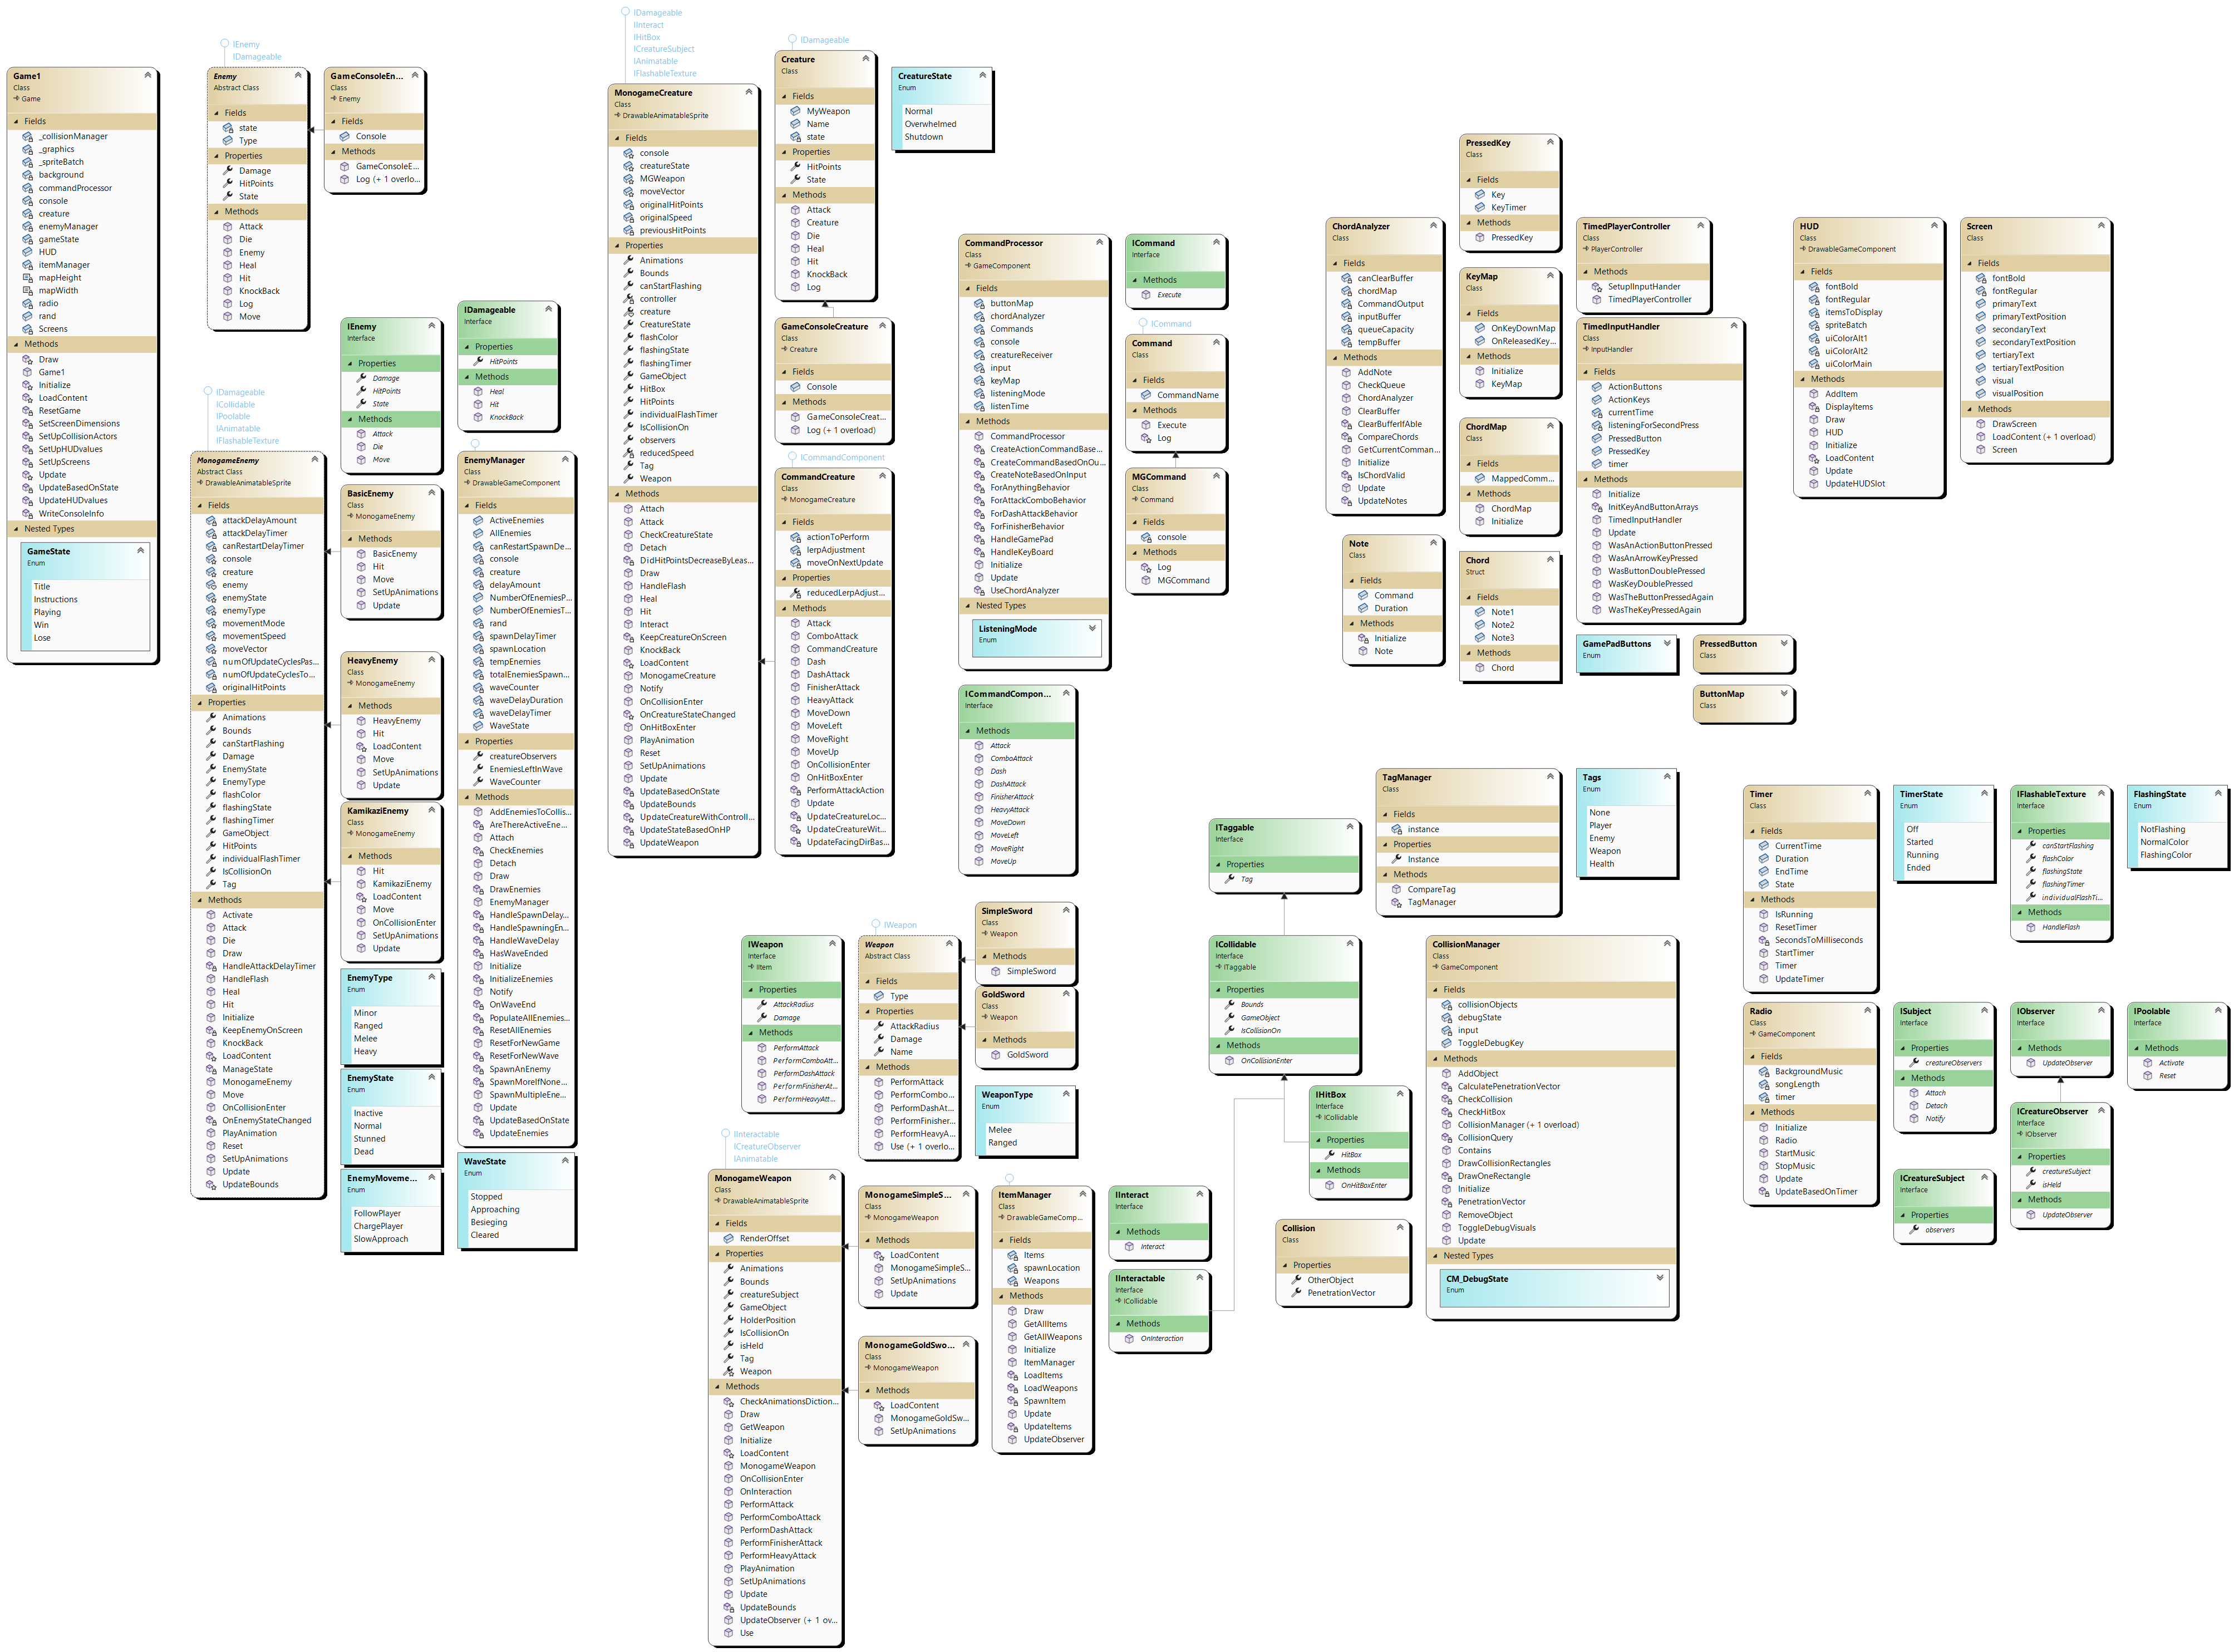 Game1
Class
Game
Fields
_collisionManager
_graphics
_spriteBatch
background
commandProcessor
console
creature
enemyManager
gameState
HUD
itemManager
mapHeight
mapWidth
radio
rand
Screens
Methods
Draw
Game1
Initialize
LoadContent
ResetGame
SetScreenDimensions
SetUpCollisionActors
SetUpHUDvalues
SetUpScreens
Update
UpdateBasedOnState
UpdateHUDvalues
WriteConsoleInfo
Nested Types
GameState
Enum
Title
Instructions
Playing
Win
Lose
IEnemy
IDamageable
Enemy
Abstract Class
Fields
state
Type
Properties
Damage
HitPoints
State
Methods
Attack
Die
Enemy
Heal
Hit
KnockBack
Log
Move
GameConsoleEn...
Class
Enemy
Fields
Console
Methods
GameConsoleE...
Log (+ 1 overlo...
IEnemy
Interface
Properties
Damage
HitPoints
State
Methods
Attack
Die
Move
IDamageable
Interface
Properties
HitPoints
Methods
Heal
Hit
KnockBack
IDamageable
ICollidable
IPoolable
IAnimatable
IFlashableTexture
MonogameEnemy
Abstract Class
DrawableAnimatableSprite
Fields
attackDelayAmount
attackDelayTimer
canRestartDelayTimer
console
creature
enemy
enemyState
enemyType
movementMode
movementSpeed
moveVector
numOfUpdateCyclesPas...
numOfUpdateCyclesTo...
originalHitPoints
Properties
Animations
Bounds
canStartFlashing
Damage
EnemyState
EnemyType
flashColor
flashingState
flashingTimer
GameObject
HitPoints
individualFlashTimer
IsCollisionOn
Tag
Methods
Activate
Attack
Die
Draw
HandleAttackDelayTimer
HandleFlash
Heal
Hit
Initialize
KeepEnemyOnScreen
KnockBack
LoadContent
ManageState
MonogameEnemy
Move
OnCollisionEnter
OnEnemyStateChanged
PlayAnimation
Reset
SetUpAnimations
Update
UpdateBounds
BasicEnemy
Class
MonogameEnemy
Methods
BasicEnemy
Hit
Move
SetUpAnimations
Update
HeavyEnemy
Class
MonogameEnemy
Methods
HeavyEnemy
Hit
LoadContent
Move
SetUpAnimations
Update
KamikaziEnemy
Class
MonogameEnemy
Methods
Hit
KamikaziEnemy
LoadContent
Move
OnCollisionEnter
SetUpAnimations
Update
EnemyType
Enum
Minor
Ranged
Melee
Heavy
EnemyState
Enum
Inactive
Normal
Stunned
Dead
EnemyMoveme...
Enum
FollowPlayer
ChargePlayer
SlowApproach
EnemyManager
Class
DrawableGameComponent
Fields
ActiveEnemies
AllEnemies
canRestartSpawnDe...
console
creature
delayAmount
NumberOfEnemiesP...
NumberOfEnemiesT...
rand
spawnDelayTimer
spawnLocation
tempEnemies
totalEnemiesSpawn...
waveCounter
waveDelayDuration
waveDelayTimer
WaveState
Properties
creatureObservers
EnemiesLeftInWave
WaveCounter
Methods
AddEnemiesToCollis...
AreThereActiveEne...
Attach
CheckEnemies
Detach
Draw
DrawEnemies
EnemyManager
HandleSpawnDelay...
HandleSpawningEn...
HandleWaveDelay
HasWaveEnded
Initialize
InitializeEnemies
Notify
OnWaveEnd
PopulateAllEnemies...
ResetAllEnemies
ResetForNewGame
ResetForNewWave
SpawnAnEnemy
SpawnMoreIfNone...
SpawnMultipleEne...
Update
UpdateBasedOnState
UpdateEnemies
WaveState
Enum
Stopped
Approaching
Besieging
Cleared
IDamageable
IInteract
IHitBox
ICreatureSubject
IAnimatable
IFlashableTexture
MonogameCreature
Class
DrawableAnimatableSprite
Fields
console
creatureState
MGWeapon
moveVector
originalHitPoints
originalSpeed
previousHitPoints
Properties
Animations
Bounds
canStartFlashing
controller
creature
CreatureState
flashColor
flashingState
flashingTimer
GameObject
HitBox
HitPoints
individualFlashTimer
IsCollisionOn
observers
reducedSpeed
Tag
Weapon
Methods
Attach
Attack
CheckCreatureState
Detach
DidHitPointsDecreaseByLeas...
Draw
HandleFlash
Heal
Hit
Interact
KeepCreatureOnScreen
KnockBack
LoadContent
MonogameCreature
Notify
OnCollisionEnter
OnCreatureStateChanged
OnHitBoxEnter
PlayAnimation
Reset
SetUpAnimations
Update
UpdateBasedOnState
UpdateBounds
UpdateCreatureWithControll...
UpdateStateBasedOnHP
UpdateWeapon
IDamageable
Creature
Class
Fields
MyWeapon
Name
state
Properties
HitPoints
State
Methods
Attack
Creature
Die
Heal
Hit
KnockBack
Log
CreatureState
Enum
Normal
Overwhelmed
Shutdown
GameConsoleCreature
Class
Creature
Fields
Console
Methods
GameConsoleCreat...
Log (+ 1 overload)
ICommandComponent
CommandCreature
Class
MonogameCreature
Fields
actionToPerform
lerpAdjustment
moveOnNextUpdate
Properties
reducedLerpAdjust...
Methods
Attack
ComboAttack
CommandCreature
Dash
DashAttack
FinisherAttack
HeavyAttack
MoveDown
MoveLeft
MoveRight
MoveUp
OnCollisionEnter
OnHitBoxEnter
PerformAttackAction
Update
UpdateCreatureLoc...
UpdateCreatureWit...
UpdateFacingDirBas...
CommandProcessor
Class
GameComponent
Fields
buttonMap
chordAnalyzer
Commands
console
creatureReceiver
input
keyMap
listeningMode
listenTime
Methods
CommandProcessor
CreateActionCommandBase...
CreateCommandBasedOnOu...
CreateNoteBasedOnInput
ForAnythingBehavior
ForAttackComboBehavior
ForDashAttackBehavior
ForFinisherBehavior
HandleGamePad
HandleKeyBoard
Initialize
Update
UseChordAnalyzer
Nested Types
ListeningMode
Enum
ICommandCompon...
Interface
Methods
Attack
ComboAttack
Dash
DashAttack
FinisherAttack
HeavyAttack
MoveDown
MoveLeft
MoveRight
MoveUp
ICommand
Interface
Methods
Execute
ICommand
Command
Class
Fields
CommandName
Methods
Execute
Log
MGCommand
Class
Command
Fields
console
Methods
Log
MGCommand
ChordAnalyzer
Class
Fields
canClearBuffer
chordMap
CommandOutput
inputBuffer
queueCapacity
tempBuffer
Methods
AddNote
CheckQueue
ChordAnalyzer
ClearBuffer
ClearBufferIfAble
CompareChords
GetCurrentComman...
Initialize
IsChordValid
Update
UpdateNotes
Note
Class
Fields
Command
Duration
Methods
Initialize
Note
PressedKey
Class
Fields
Key
KeyTimer
Methods
PressedKey
KeyMap
Class
Fields
OnKeyDownMap
OnReleasedKey...
Methods
Initialize
KeyMap
ChordMap
Class
Fields
MappedComm...
Methods
ChordMap
Initialize
Chord
Struct
Fields
Note1
Note2
Note3
Methods
Chord
TimedPlayerController
Class
PlayerController
Methods
SetupIInputHander
TimedPlayerController
TimedInputHandler
Class
InputHandler
Fields
ActionButtons
ActionKeys
currentTime
listeningForSecondPress
PressedButton
PressedKey
timer
Methods
Initialize
InitKeyAndButtonArrays
TimedInputHandler
Update
WasAnActionButtonPressed
WasAnArrowKeyPressed
WasButtonDoublePressed
WasKeyDoublePressed
WasTheButtonPressedAgain
WasTheKeyPressedAgain
GamePadButtons
Enum
PressedButton
Class
ButtonMap
Class
HUD
Class
DrawableGameComponent
Fields
fontBold
fontRegular
itemsToDisplay
spriteBatch
uiColorAlt1
uiColorAlt2
uiColorMain
Methods
AddItem
DisplayItems
Draw
HUD
Initialize
LoadContent
Update
UpdateHUDSlot
Screen
Class
Fields
fontBold
fontRegular
primaryText
primaryTextPosition
secondaryText
secondaryTextPosition
tertiaryText
tertiaryTextPosition
visual
visualPosition
Methods
DrawScreen
LoadContent (+ 1 overload)
Screen
IWeapon
Interface
IItem
Properties
AttackRadius
Damage
Methods
PerformAttack
PerformComboAtt...
PerformDashAttack
PerformFinisherAt...
PerformHeavyAtt...
IWeapon
Weapon
Abstract Class
Fields
Type
Properties
AttackRadius
Damage
Name
Methods
PerformAttack
PerformCombo...
PerformDashAt...
PerformFinisher...
PerformHeavyA...
Use (+ 1 overlo...
SimpleSword
Class
Weapon
Methods
SimpleSword
GoldSword
Class
Weapon
Methods
GoldSword
WeaponType
Enum
Melee
Ranged
IInteractable
ICreatureObserver
IAnimatable
MonogameWeapon
Class
DrawableAnimatableSprite
Fields
RenderOffset
Properties
Animations
Bounds
creatureSubject
GameObject
HolderPosition
IsCollisionOn
isHeld
Tag
Weapon
Methods
CheckAnimationsDiction...
Draw
GetWeapon
Initialize
LoadContent
MonogameWeapon
OnCollisionEnter
OnInteraction
PerformAttack
PerformComboAttack
PerformDashAttack
PerformFinisherAttack
PerformHeavyAttack
PlayAnimation
SetUpAnimations
Update
UpdateBounds
UpdateObserver (+ 1 ov...
Use
MonogameSimpleS...
Class
MonogameWeapon
Methods
LoadContent
MonogameSimpleS...
SetUpAnimations
Update
MonogameGoldSwo...
Class
MonogameWeapon
Methods
LoadContent
MonogameGoldSw...
SetUpAnimations
ItemManager
Class
DrawableGameComp...
Fields
Items
spawnLocation
Weapons
Methods
Draw
GetAllItems
GetAllWeapons
Initialize
ItemManager
LoadItems
LoadWeapons
SpawnItem
Update
UpdateItems
UpdateObserver
IInteract
Interface
Methods
Interact
IInteractable
Interface
ICollidable
Methods
OnInteraction
ITaggable
Interface
Properties
Tag
ICollidable
Interface
ITaggable
Properties
Bounds
GameObject
IsCollisionOn
Methods
OnCollisionEnter
IHitBox
Interface
ICollidable
Properties
HitBox
Methods
OnHitBoxEnter
Collision
Class
Properties
OtherObject
PenetrationVector
TagManager
Class
Fields
instance
Properties
Instance
Methods
CompareTag
TagManager
Tags
Enum
None
Player
Enemy
Weapon
Health
CollisionManager
Class
GameComponent
Fields
collisionObjects
debugState
input
ToggleDebugKey
Methods
AddObject
CalculatePenetrationVector
CheckCollision
CheckHitBox
CollisionManager (+ 1 overload)
CollisionQuery
Contains
DrawCollisionRectangles
DrawOneRectangle
Initialize
PenetrationVector
RemoveObject
ToggleDebugVisuals
Update
Nested Types
CM_DebugState
Enum
Timer
Class
Fields
CurrentTime
Duration
EndTime
State
Methods
IsRunning
ResetTimer
SecondsToMilliseconds
StartTimer
Timer
UpdateTimer
TimerState
Enum
Off
Started
Running
Ended
IFlashableTexture
Interface
Properties
canStartFlashing
flashColor
flashingState
flashingTimer
individualFlashTi...
Methods
HandleFlash
FlashingState
Enum
NotFlashing
NormalColor
FlashingColor
Radio
Class
GameComponent
Fields
BackgroundMusic
songLength
timer
Methods
Initialize
Radio
StartMusic
StopMusic
Update
UpdateBasedOnTimer
ISubject
Interface
Properties
creatureObservers
Methods
Attach
Detach
Notify
ICreatureSubject
Interface
Properties
observers
IObserver
Interface
Methods
UpdateObserver
ICreatureObserver
Interface
IObserver
Properties
creatureSubject
isHeld
Methods
UpdateObserver
IPoolable
Interface
Methods
Activate
Reset